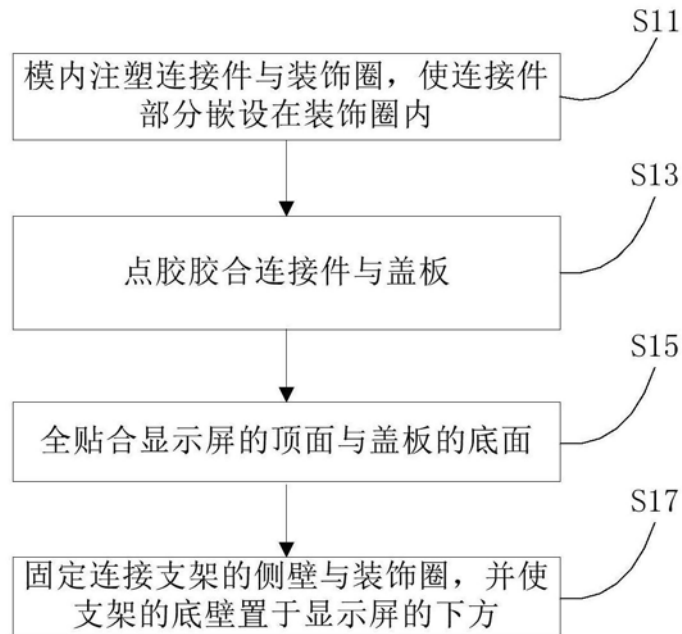 S11
模内注塑连接件与装饰圈，使连接件
部分嵌设在装饰圈内
S13
点胶胶合连接件与盖板
S15
全贴合显示屏的顶面与盖板的底面
S17
固定连接支架的侧壁与装饰圈，并使
支架的底壁置于显示屏的下方